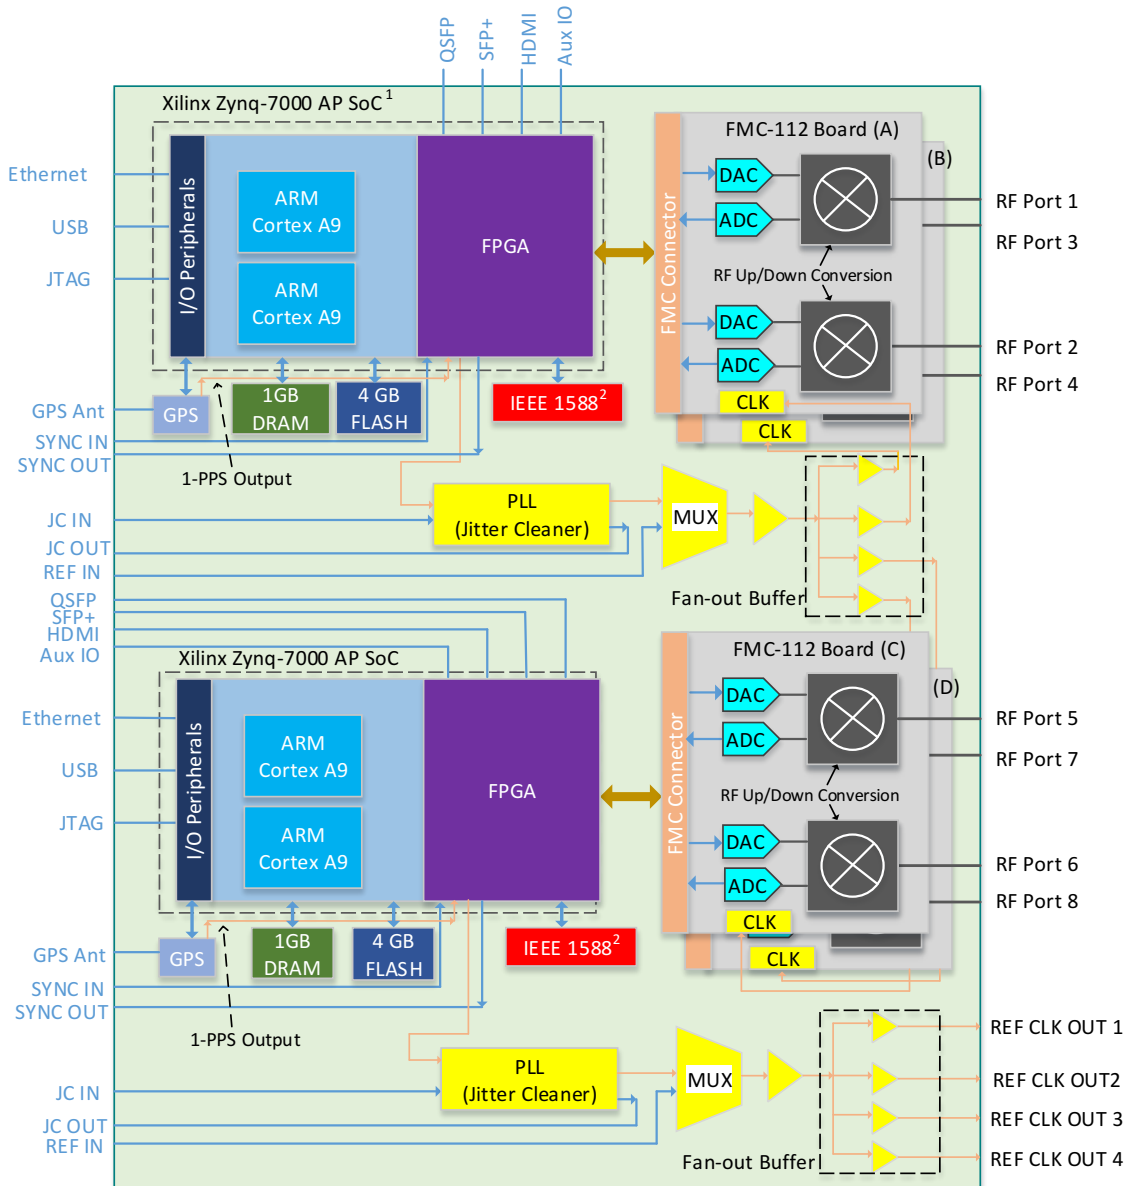 QSFP
SFP+
HDMI
Aux IO
Xilinx Zynq-7000 AP SoC1
FMC-112 Board (A)
(B)
Ethernet
USB
JTAG
I/O Peripherals
ARM
Cortex A9
ARM
Cortex A9
FPGA
FMC Connector
DAC
ADC
RF Up/Down Conversion
DAC
ADC
CLK
CLK
RF Port 1
RF Port 3
RF Port 2
RF Port 4
GPS Ant
GPS
1GB
DRAM
4 GB
FLASH
IEEE 15882
SYNC IN
SYNC OUT
1-PPS Output
JC IN
JC OUT
REF IN
PLL
(Jitter Cleaner)
MUX
Fan-out Buffer
QSFP
SFP+
HDMI
Aux IO
Xilinx Zynq-7000 AP SoC
FMC-112 Board (C)
(D)
Ethernet
USB
JTAG
I/O Peripherals
ARM
Cortex A9
ARM
Cortex A9
FPGA
FMC Connector
DAC
ADC
RF Up/Down Conversion
DAC
ADC
CLK
CLK
RF Port 5
RF Port 7
RF Port 6
RF Port 8
GPS Ant
GPS
1GB
DRAM
4 GB
FLASH
IEEE 15882
SYNC IN
SYNC OUT
1-PPS Output
JC IN
JC OUT
REF IN
PLL
(Jitter Cleaner)
MUX
Fan-out Buffer
REF CLK OUT 1
REF CLK OUT2
REF CLK OUT 3
REF CLK OUT 4